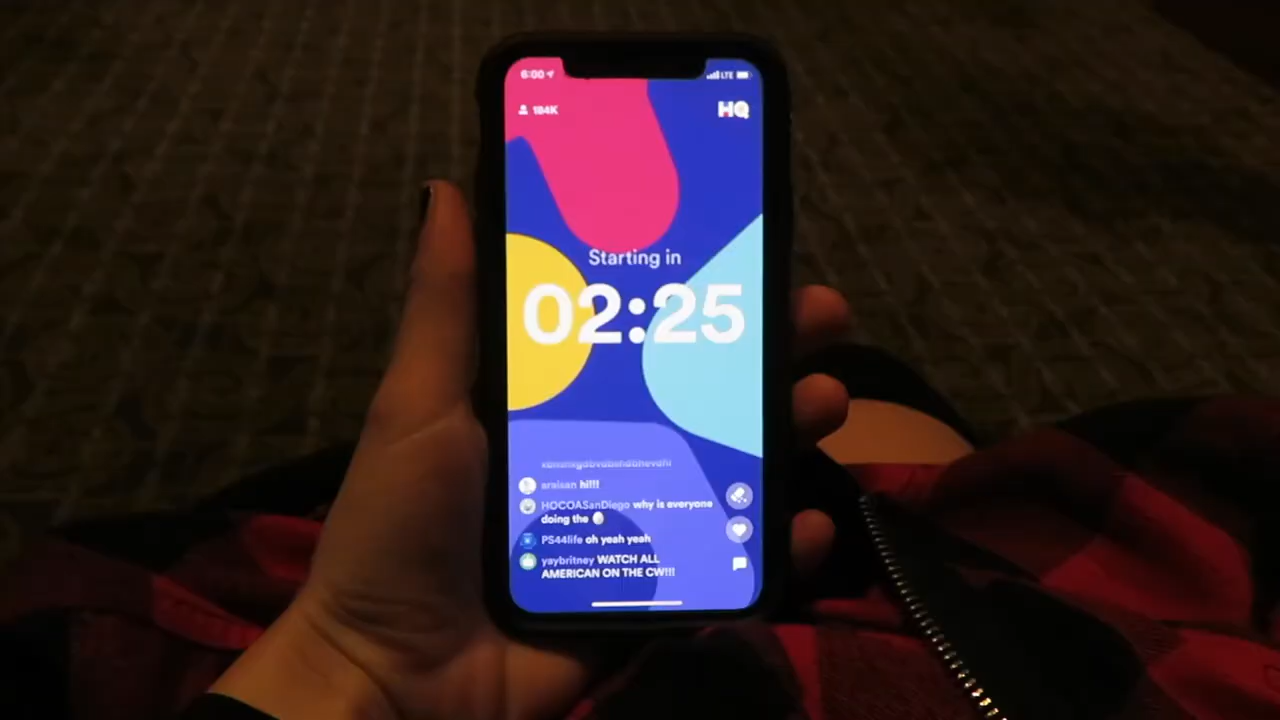 6:00
LTE
194K
HQ
Starting in
02:25
araisan hi!!!
HOCOASanDiego why is everyone
doing the
PS44life oh yeah yeah
yaybritney WATCH ALL
AMERICAN ON THE CW!!!